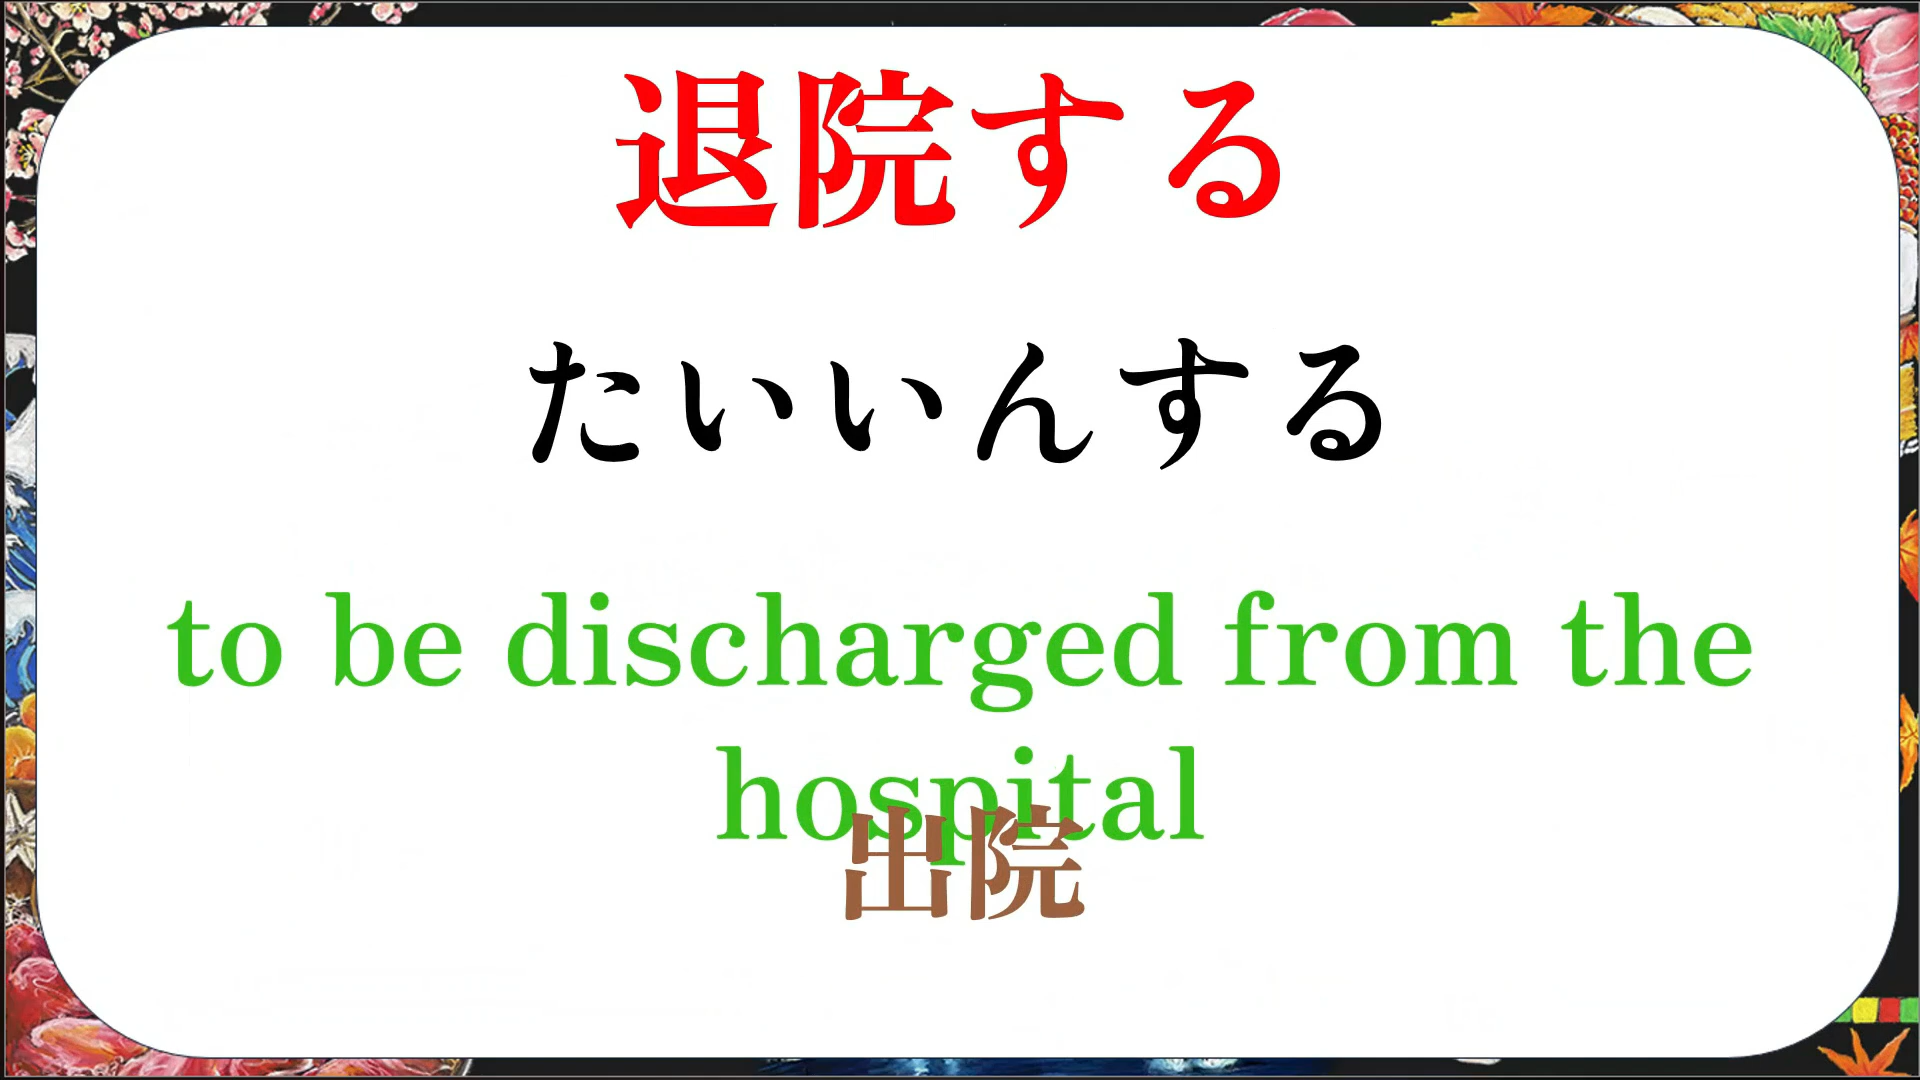 退院する
たいいんする
to be discharged from the
hospital
出院